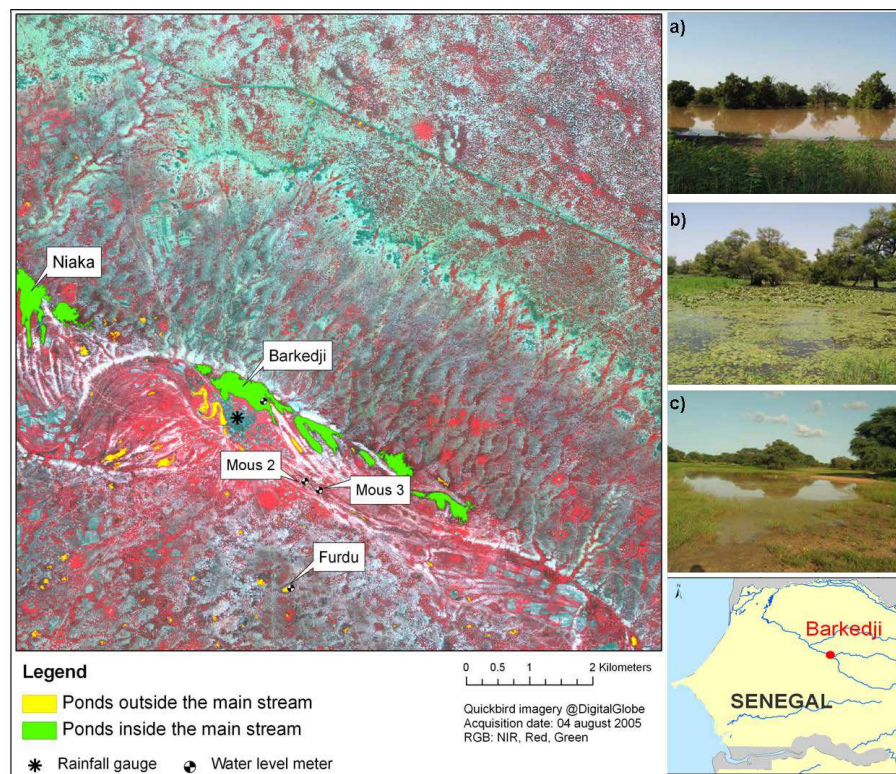 Niaka
Barkedji
Mous 2
Mous 3
Furdu
Legend
Ponds outside the main stream
Ponds inside the main stream
Rainfall gauge
Water level meter
0 0.5 1 2 Kilometers
Quickbird imagery @DigitalGlobe
Acquisition date: 04 august 2005
RGB: NIR, Red, Green
a)
b)
c)
N
Barkedji
SENEGAL